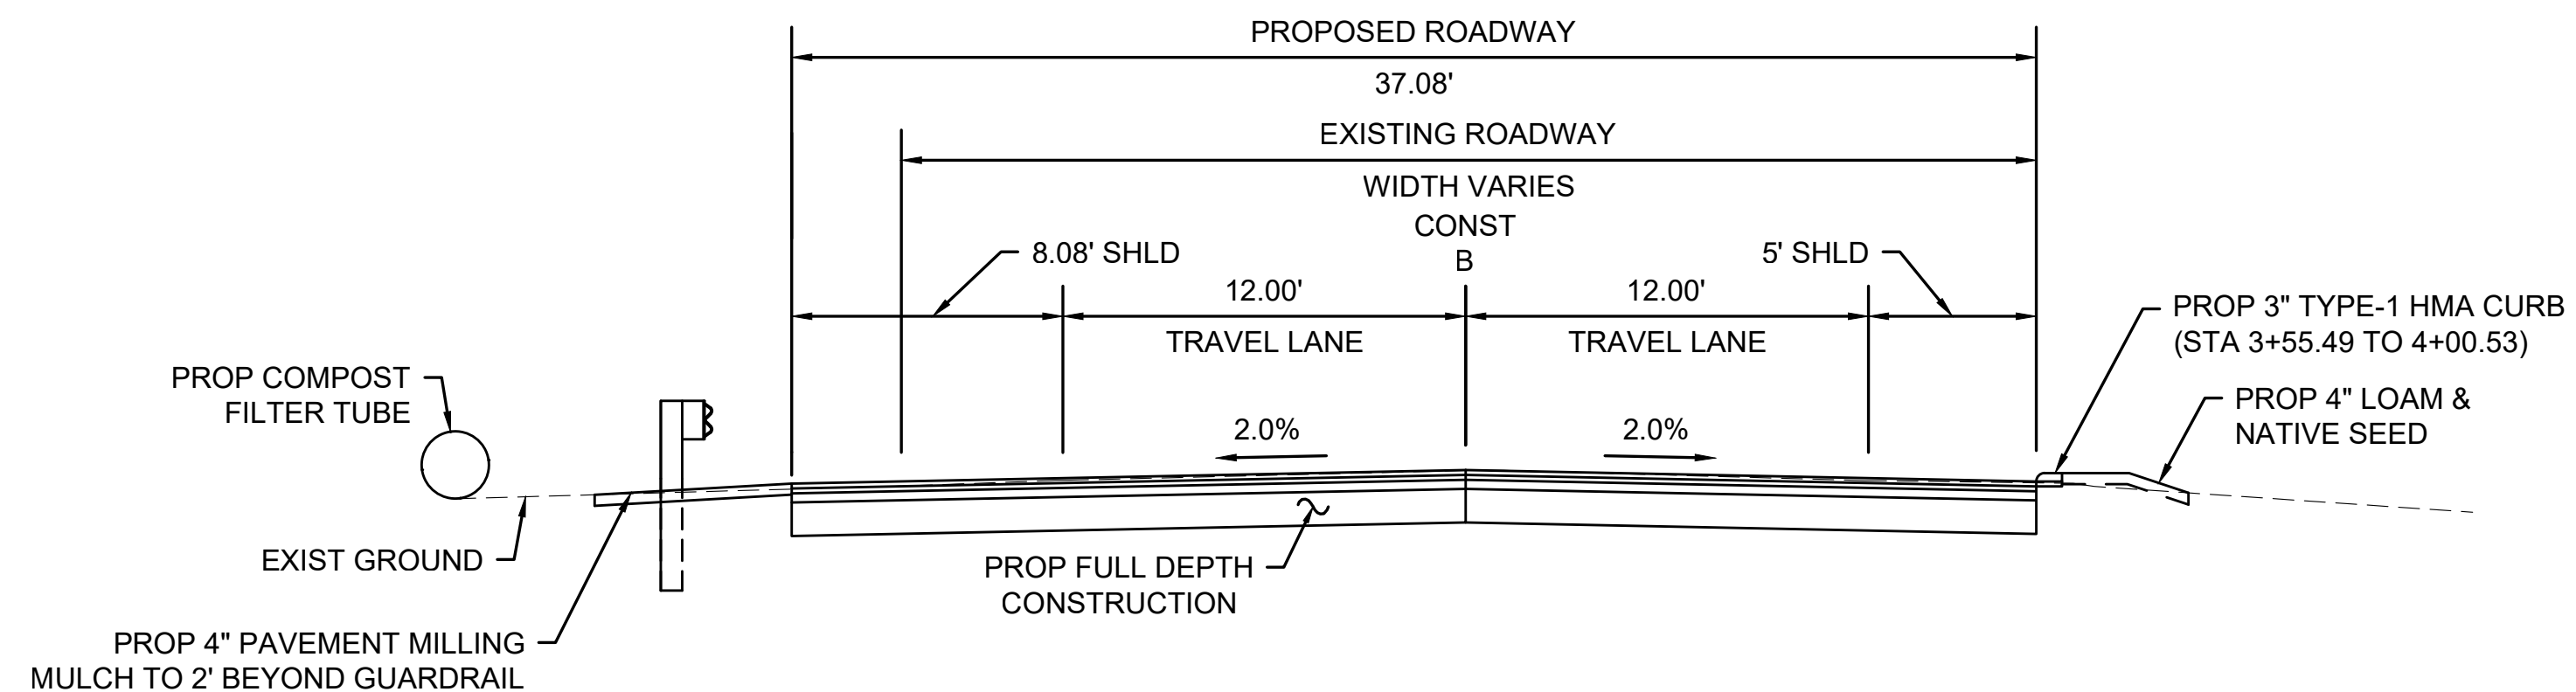 PROPOSED ROADWAY
37.08'
EXISTING ROADWAY
WIDTH VARIES
CONST
B
8.08' SHLD
5' SHLD
12.00'
12.00'
TRAVEL LANE
TRAVEL LANE
PROP 3" TYPE-1 HMA CURB
(STA 3+55.49 TO 4+00.53)
PROP COMPOST
FILTER TUBE
PROP 4" LOAM &
NATIVE SEED
2.0%
2.0%
EXIST GROUND
PROP FULL DEPTH
CONSTRUCTION
PROP 4" PAVEMENT MILLING
MULCH TO 2' BEYOND GUARDRAIL